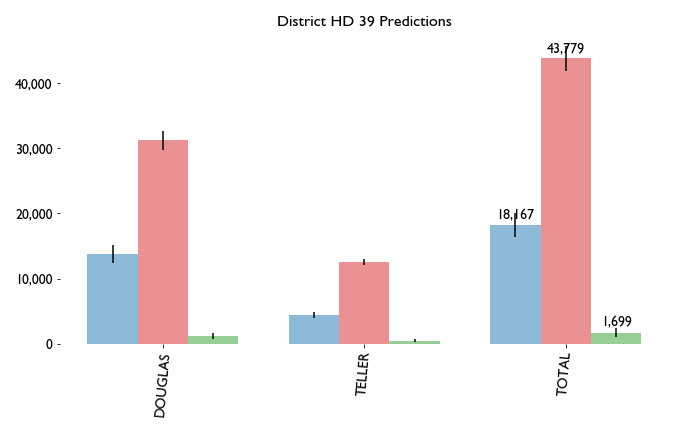 District HD 39 Predictions
43,779
40,000
30,000
20,000
18,167
10,000
1,699
0
DOUGLAS
TELLER
TOTAL